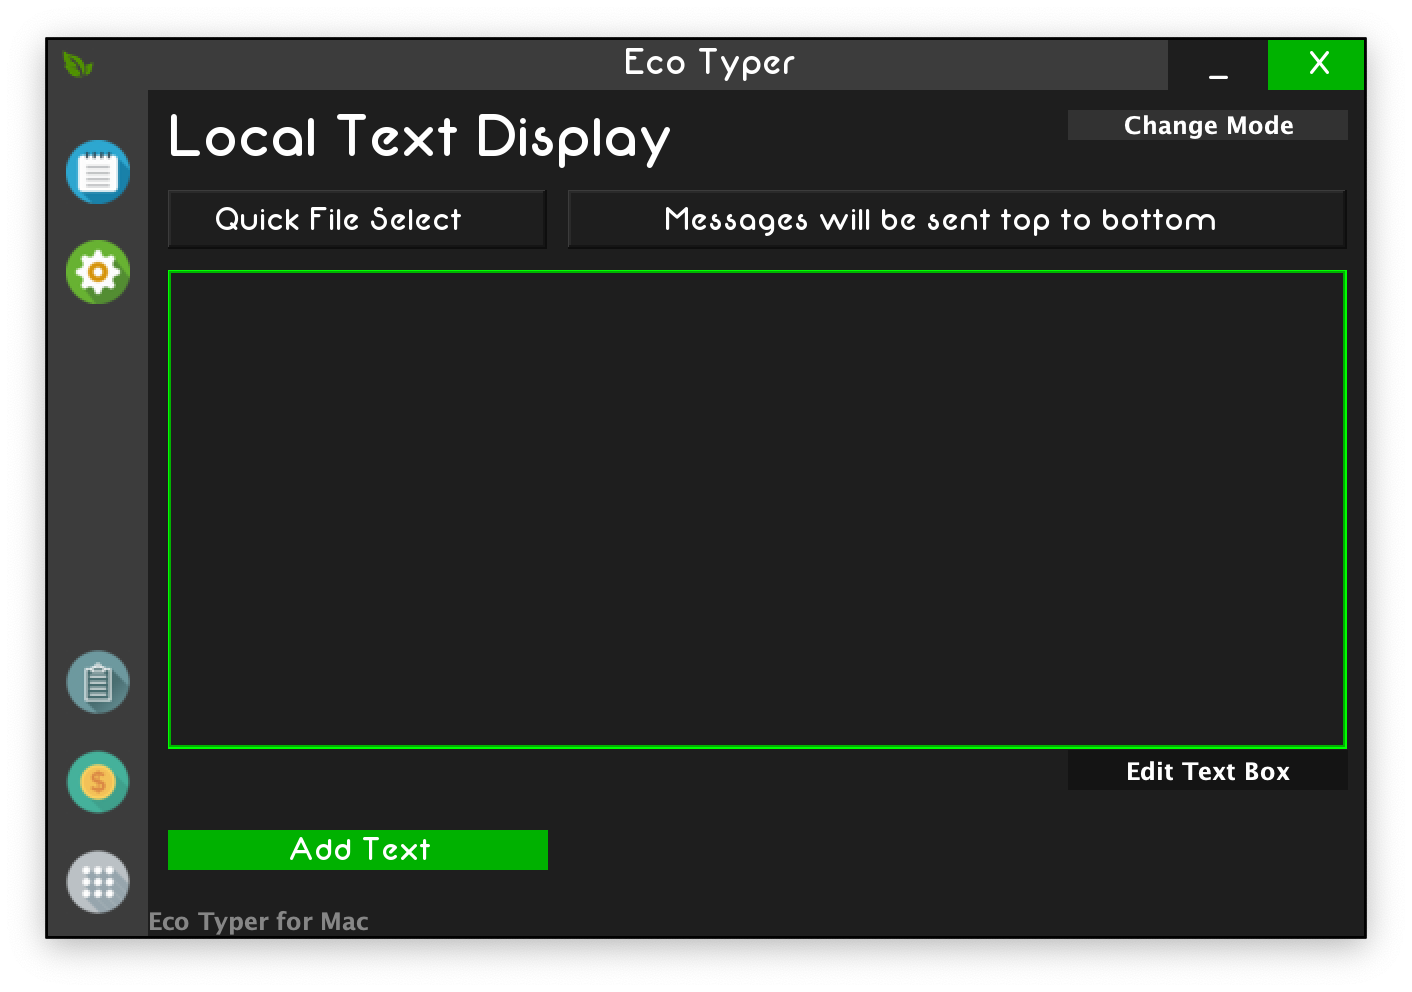 Eco Typer
_
X
Local Text Display
Change Mode
Quick File Select
Messages will be sent top to bottom
Edit Text Box
$
Add Text
Eco Typer for Mac